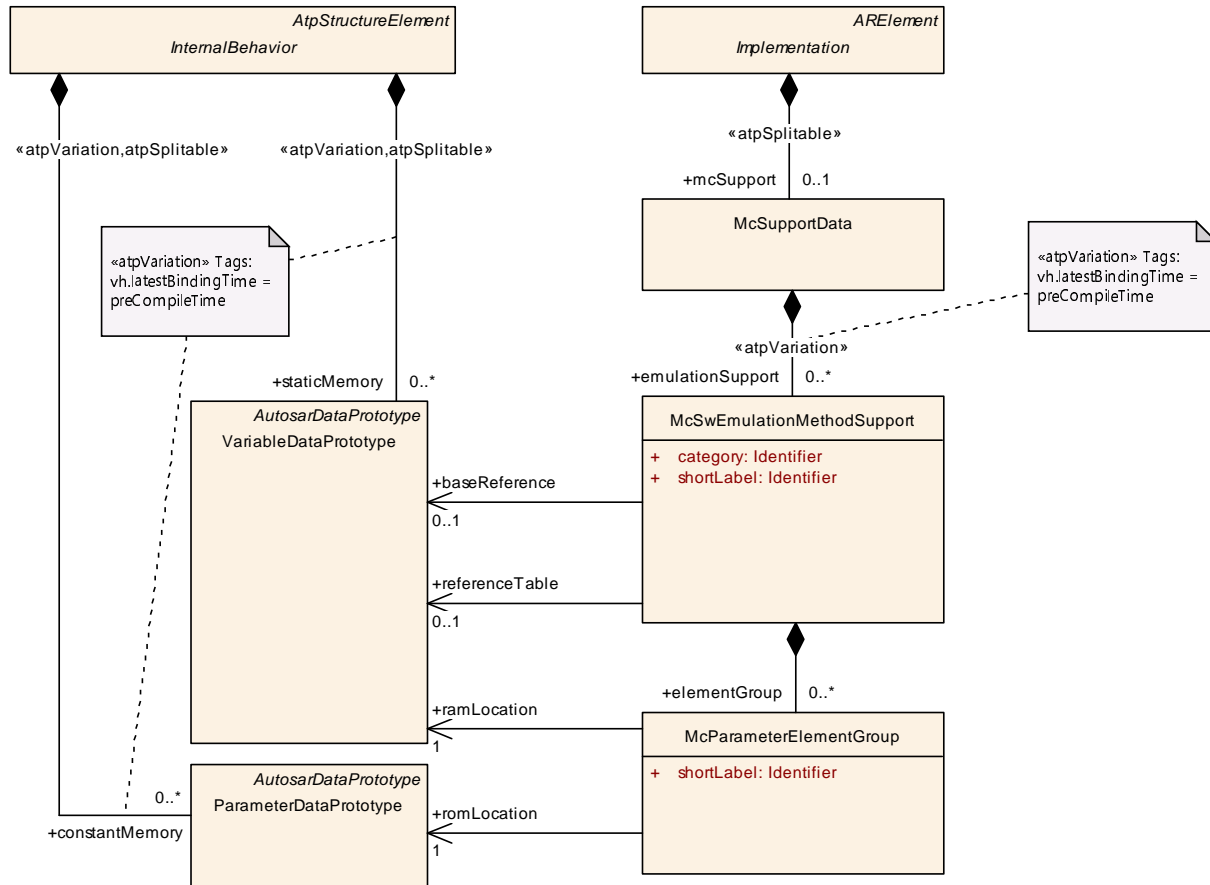 AtpStructureElement
InternalBehavior
ARElement
Implementation
«atpVariation,atpSplitable»
«atpVariation,atpSplitable»
«atpSplitable»
+mcSupport 0..1
McSupportData
«atpVariation» Tags:
vh.latestBindingTime =
preCompileTime
«atpVariation» Tags:
vh.latestBindingTime =
preCompileTime
«atpVariation»
+emulationSupport 0..*
+staticMemory 0..*
AutosarDataPrototype
VariableDataPrototype
McSwEmulationMethodSupport
+ category: Identifier
+ shortLabel: Identifier
+baseReference
0..1
+referenceTable
0..1
+elementGroup 0..*
+ramLocation
1
McParameterElementGroup
+ shortLabel: Identifier
AutosarDataPrototype
ParameterDataPrototype
0..*
+constantMemory
+romLocation
1